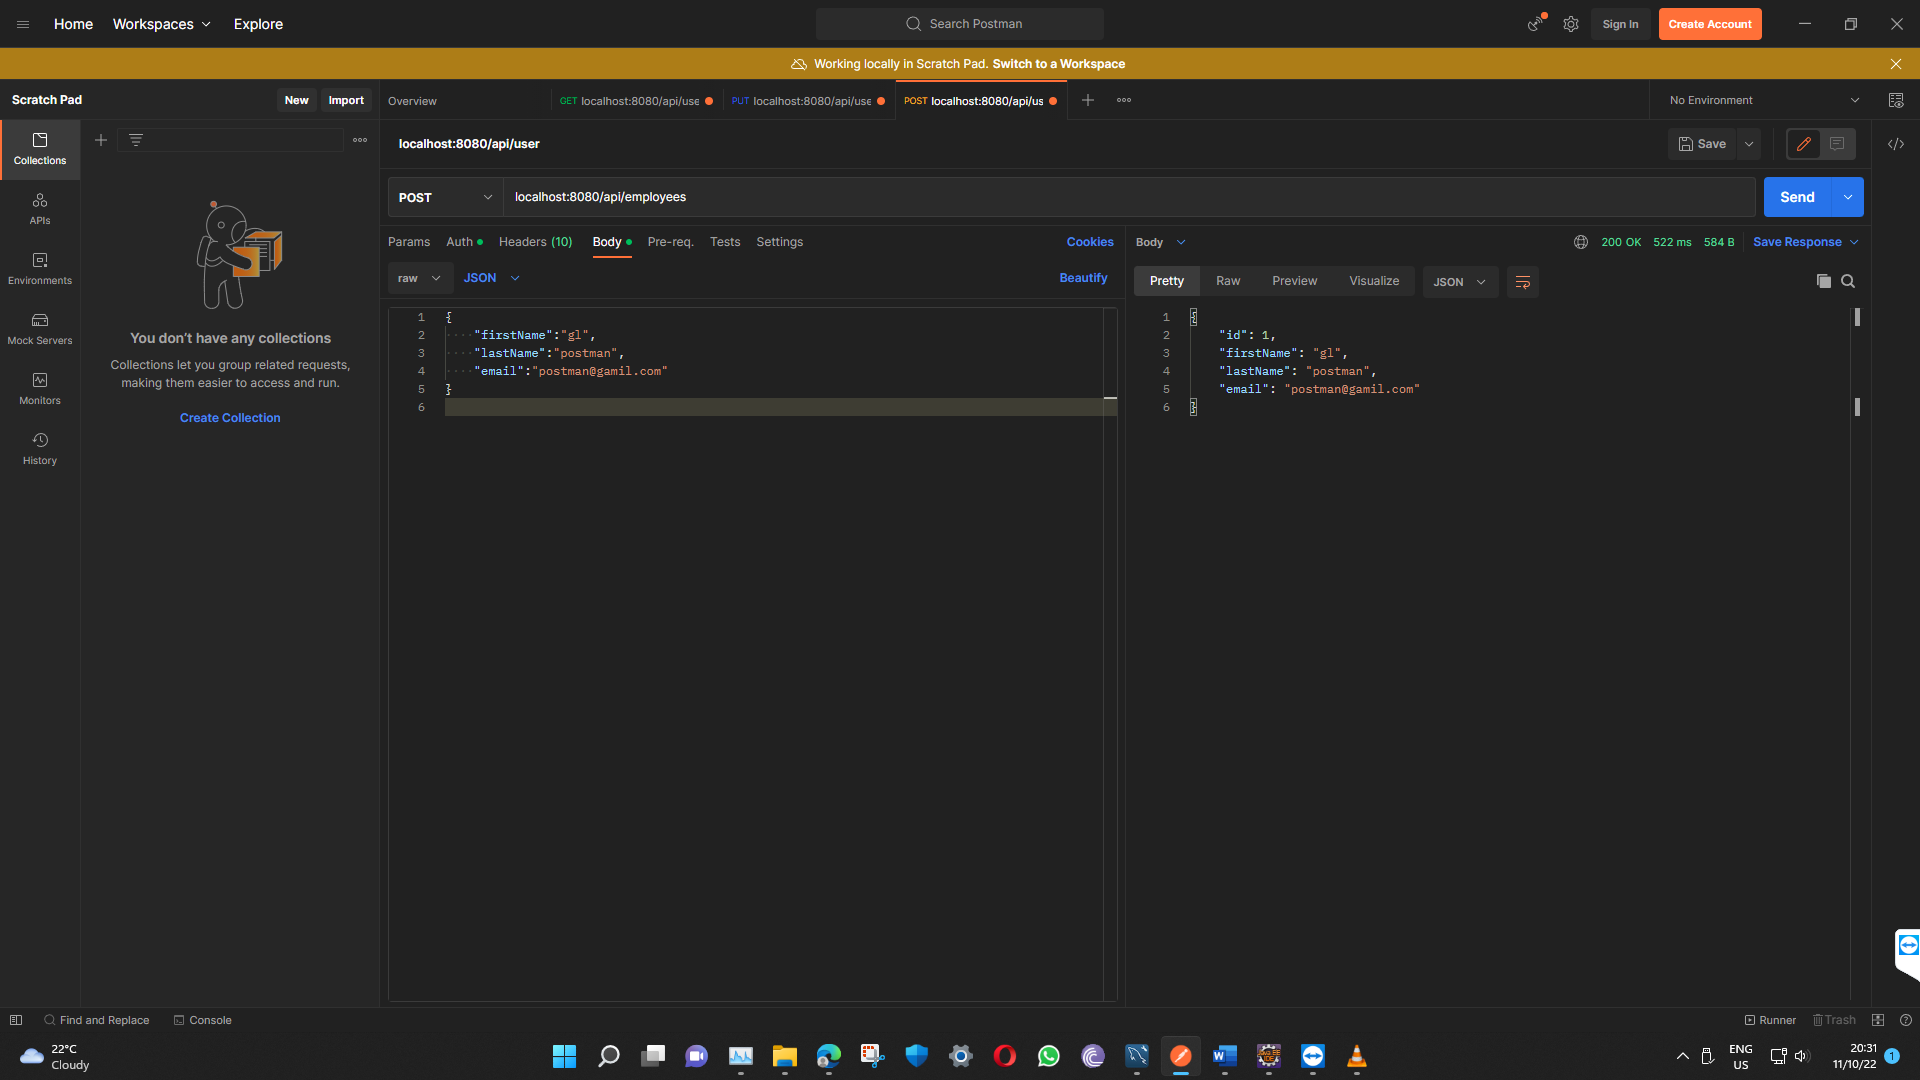 Home Workspaces Explore
Search Postman
Sign In Create Account
Working locally in Scratch Pad. Switch to a Workspace
Scratch Pad New Import
Overview GET localhost:8080/api/use PUT localhost:8080/api/use POST localhost:8080/api/us
No Environment
Collections
APIs
Environments
Mock Servers
Monitors
History
You don't have any collections
Collections let you group related requests,
making them easier to access and run.
Create Collection
localhost:8080/api/user
Save
POST localhost:8080/api/employees
Send
Params Auth Headers (10) Body Pre-req. Tests Settings Cookies
raw JSON Beautify
1 {
2 "firstName":"gl",
3 "lastName":"postman",
4 "email":"postman@gamil.com"
5 }
6
Body 200 OK 522 ms 584 B Save Response
Pretty Raw Preview Visualize JSON
1 {
2 "id": 1,
3 "firstName": "gl",
4 "lastName": "postman",
5 "email": "postman@gamil.com"
6 }
Find and Replace Console
Runner Trash
22°C
Cloudy
ENG
US
20:31
11/10/22
1